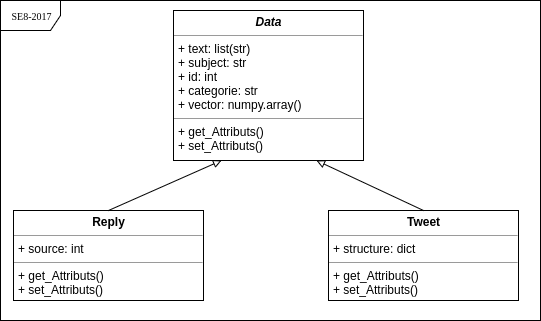 SE8-2017
Data
+ text: list(str)
+ subject: str
+ id: int
+ categorie: str
+ vector: numpy.array()
+ get_Attributs()
+ set_Attributs()
Reply
+ source: int
+ get_Attributs()
+ set_Attributs()
Tweet
+ structure: dict
+ get_Attributs()
+ set_Attributs()